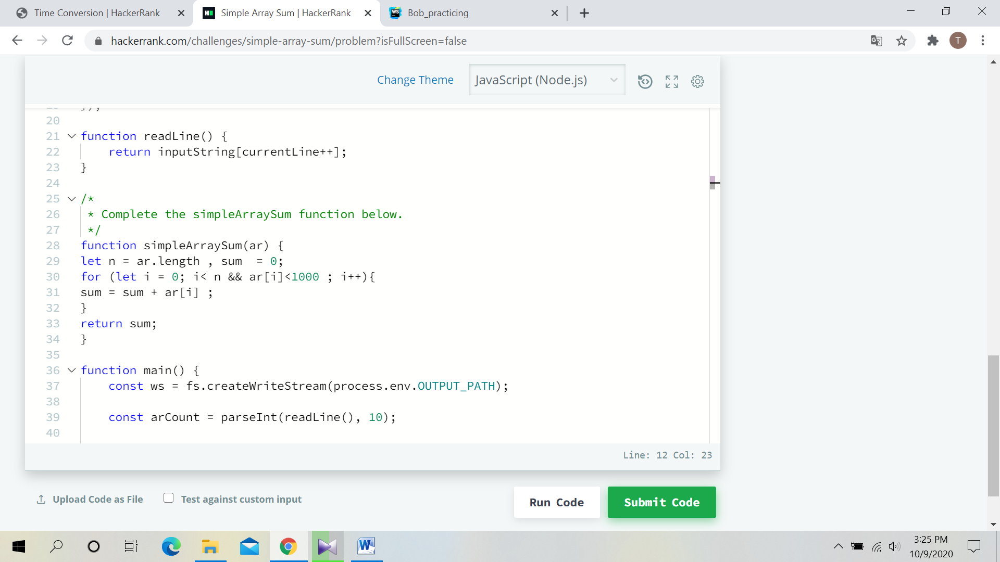 Time Conversion | HackerRank
Simple Array Sum | HackerRank
Bob_practicing
hackerrank.com/challenges/simple-array-sum/problem?isFullScreen=false
T
Change Theme
JavaScript (Node.js)
20
21 function readLine() {
22 return inputString[currentLine++];
23 }
24
25 /*
26 * Complete the simpleArraySum function below.
27 */
28 function simpleArraySum(ar) {
29 let n = ar.length , sum  = 0;
30 for (let i = 0; i< n && ar[i]<1000 ; i++){
31 sum = sum + ar[i] ;
32 }
33 return sum;
34 }
35
36 function main() {
37 const ws = fs.createWriteStream(process.env.OUTPUT_PATH);
38
39 const arCount = parseInt(readLine(), 10);
40
Line: 12 Col: 23
Upload Code as File
Test against custom input
Run Code
Submit Code
3:25 PM
10/9/2020